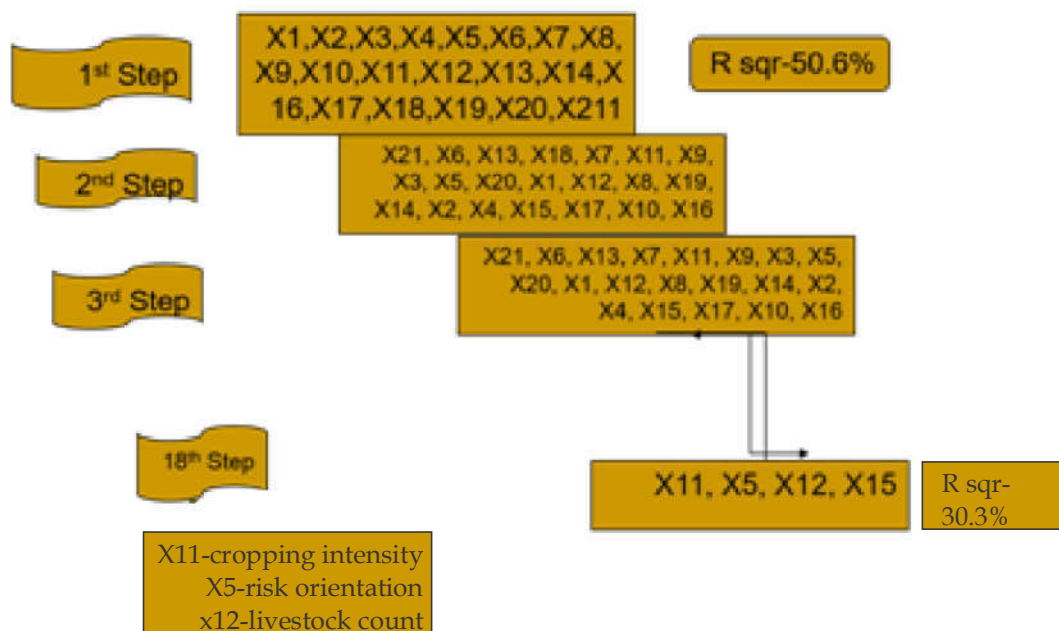 1st Step
X1,X2,X3,X4,X5,X6,X7,X8,
X9,X10,X11,X12,X13,X14,X
16,X17,X18,X19,X20,X211
R sqr-50.6%
2nd Step
X21, X6, X13, X18, X7, X11, X9,
X3, X5, X20, X1, X12, X8, X19,
X14, X2, X4, X15, X17, X10, X16
3rd Step
X21, X6, X13, X7, X11, X9, X3, X5,
X20, X1, X12, X8, X19, X14, X2,
X4, X15, X17, X10, X16
18th Step
X11, X5, X12, X15
R sqr-
30.3%
X11-cropping intensity
X5-risk orientation
x12-livestock count